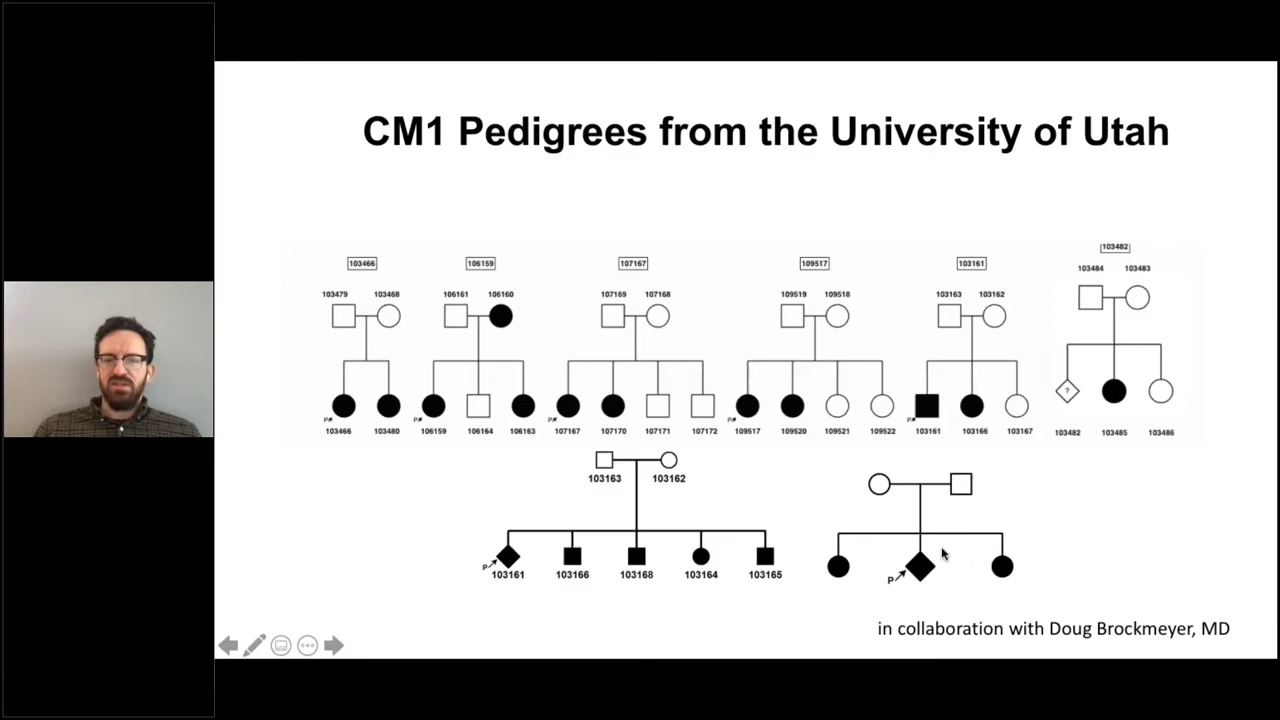 CM1 Pedigrees from the University of Utah
103466 106159 107167 109517 103161 103482
103479 103468 106161 106160 107169 107168 109519 109518 103163 103162 103484 103483
?
P P P P P
103466 103480 106159 106164 106163 107167 107170 107171 107172 109517 109520 109521 109522 103161 103166 103167 103482 103485 103486
103163 103162
P P
103161 103166 103168 103164 103165
in collaboration with Doug Brockmeyer, MD